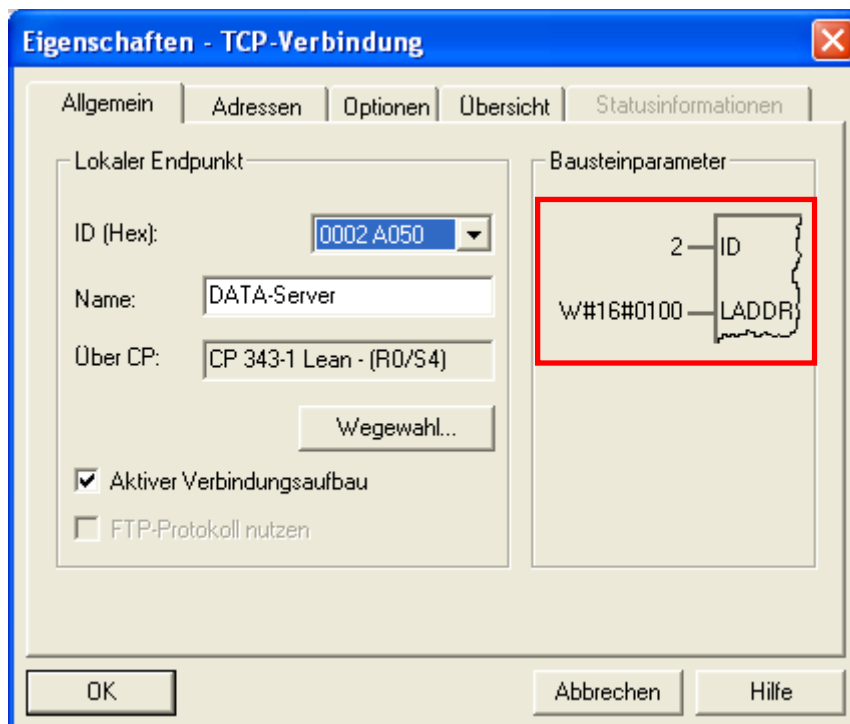 Eigenschaften - TCP-Verbindung
Allgemein Adressen Optionen Übersicht Statusinformationen
Lokaler Endpunkt
ID (Hex): 0002 A050
Name: DATA-Server
Über CP: CP 343-1 Lean - (R0/S4)
Wegewahl...
Aktiver Verbindungsaufbau
FTP-Protokoll nutzen
Bausteinparameter
2 ID
W#16#0100 LADDR
OK Abbrechen Hilfe